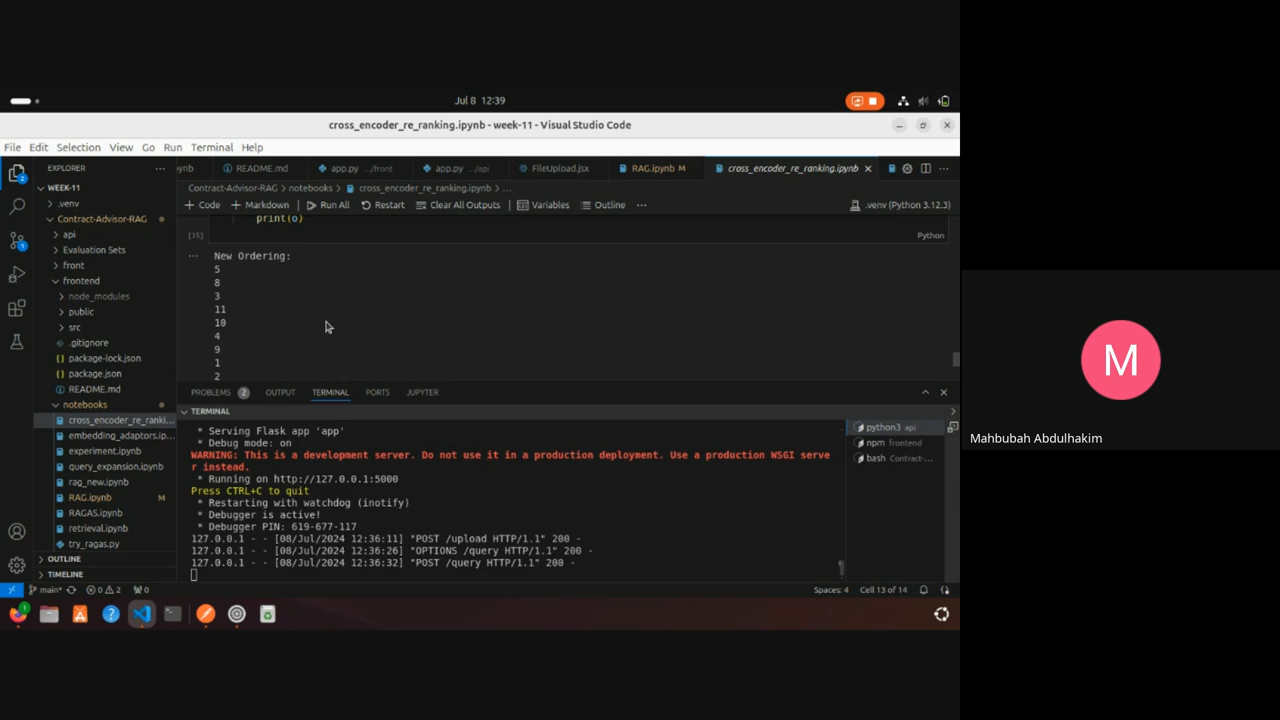 Jul 8 12:39
cross_encoder_re_ranking.ipynb - week-11 - Visual Studio Code
File Edit Selection View Go Run Terminal Help
EXPLORER
ynb README.md app.py .../front app.py .../api FileUpload.jsx RAG.ipynb M cross_encoder_re_ranking.ipynb
WEEK-11
Contract-Advisor-RAG > notebooks > cross_encoder_re_ranking.ipynb > ...
.venv
+ Code + Markdown Run All Restart Clear All Outputs Variables Outline ... .venv (Python 3.12.3)
Contract-Advisor-RAG
print(o)
api
[15] Python
Evaluation Sets
... New Ordering:
front
5
frontend
8
node_modules
3
public
11
src
10
.gitignore
4
package-lock.json
9
package.json
1
README.md
2
notebooks
PROBLEMS 2 OUTPUT TERMINAL PORTS JUPYTER
TERMINAL
cross_encoder_re_ranki...
embedding_adaptors.ip...
experiment.ipynb
query_expansion.ipynb
rag_new.ipynb
RAG.ipynb M
RAGAS.ipynb
retrieval.ipynb
try_ragas.py
OUTLINE
TIMELINE
* Serving Flask app 'app'
* Debug mode: on
WARNING: This is a development server. Do not use it in a production deployment. Use a production WSGI serve
r instead.
* Running on http://127.0.0.1:5000
Press CTRL+C to quit
* Restarting with watchdog (inotify)
* Debugger is active!
* Debugger PIN: 619-677-117
127.0.0.1 - - [08/Jul/2024 12:36:11] "POST /upload HTTP/1.1" 200 -
127.0.0.1 - - [08/Jul/2024 12:36:26] "OPTIONS /query HTTP/1.1" 200 -
127.0.0.1 - - [08/Jul/2024 12:36:32] "POST /query HTTP/1.1" 200 -
python3 api
npm frontend
bash Contract-...
main* 0 2 0 Spaces: 4 Cell 13 of 14
M
Mahbubah Abdulhakim